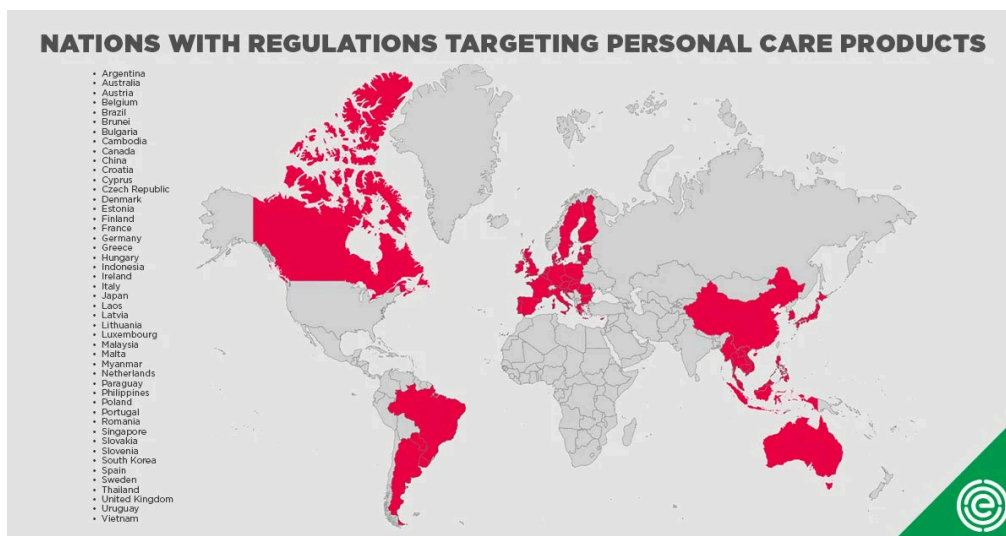 NATIONS WITH REGULATIONS TARGETING PERSONAL CARE PRODUCTS
• Argentina
• Australia
• Austria
• Belgium
• Brazil
• Brunei
• Bulgaria
• Cambodia
• Canada
• China
• Croatia
• Cyprus
• Czech Republic
• Denmark
• Estonia
• Finland
• France
• Germany
• Greece
• Hungary
• Indonesia
• Ireland
• Italy
• Japan
• Laos
• Latvia
• Lithuania
• Luxembourg
• Malaysia
• Malta
• Myanmar
• Netherlands
• Paraguay
• Philippines
• Poland
• Portugal
• Romania
• Singapore
• Slovakia
• Slovenia
• South Korea
• Spain
• Sweden
• Thailand
• United Kingdom
• Uruguay
• Vietnam